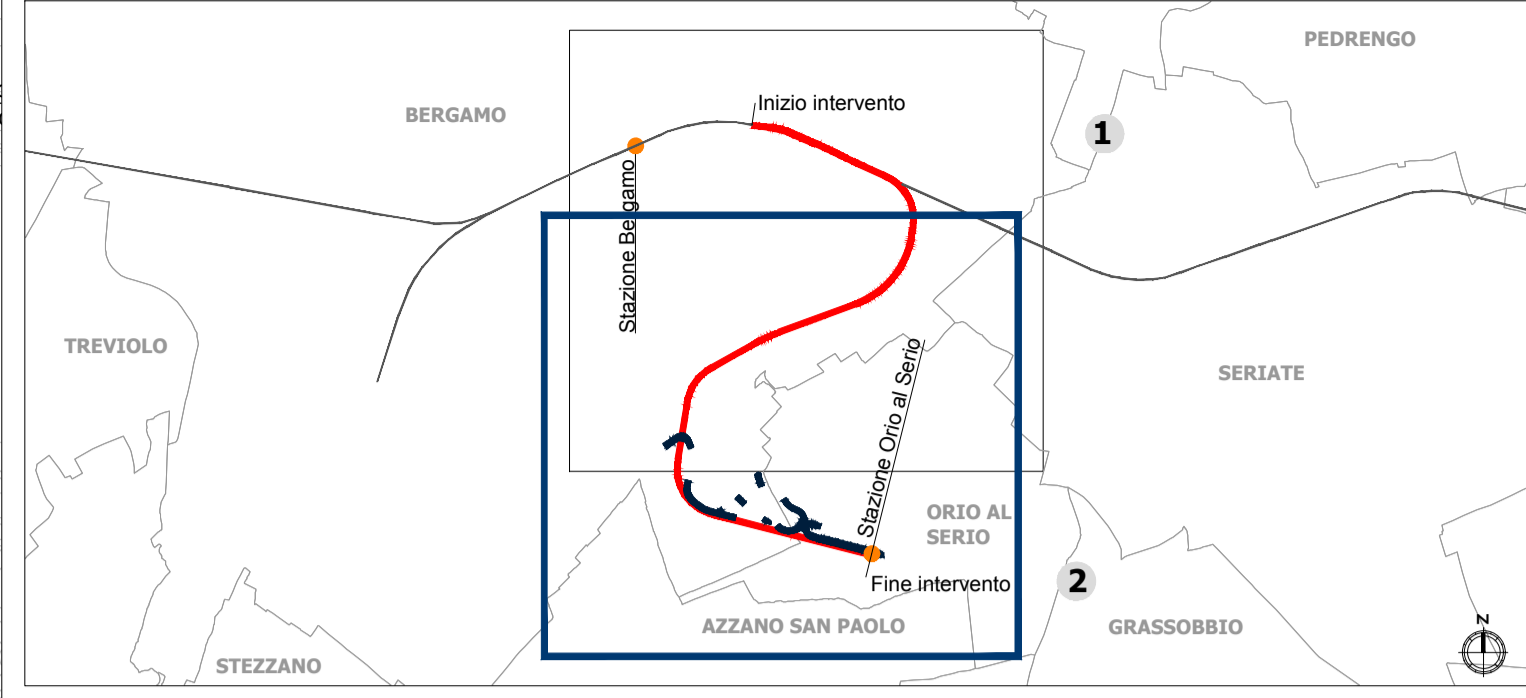 PEDRENGO
Inizio intervento
BERGAMO
1
Stazione Bergamo
TREVIOLO
SERIATE
Stazione Orio al Serio
ORIO AL
SERIO
2
Fine intervento
AZZANO SAN PAOLO
GRASSOBBIO
STEZZANO
N